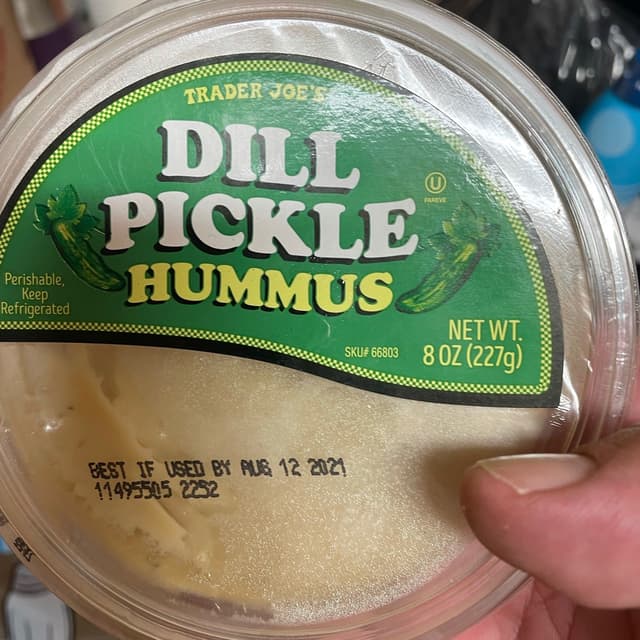 TRADER JOE'S
DILL
PICKLE
HUMMUS
U
PAREVE
Perishable,
Keep
Refrigerated
SKU# 66803
NET WT.
8 OZ (227g)
BEST IF USED BY AUG 12 2021
11495505 2252